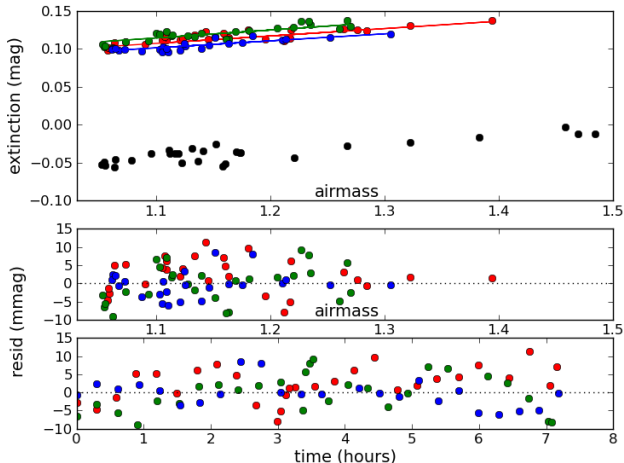 0.15
0.10
0.05
0.00
−0.05
−0.10
extinction (mag)
airmass
1.1 1.2 1.3 1.4 1.5
15
10
5
0
−5
−10
resid (mmag)
airmass
1.1 1.2 1.3 1.4 1.5
15
10
5
0
−5
−10
0 1 2 3 4 5 6 7 8
time (hours)